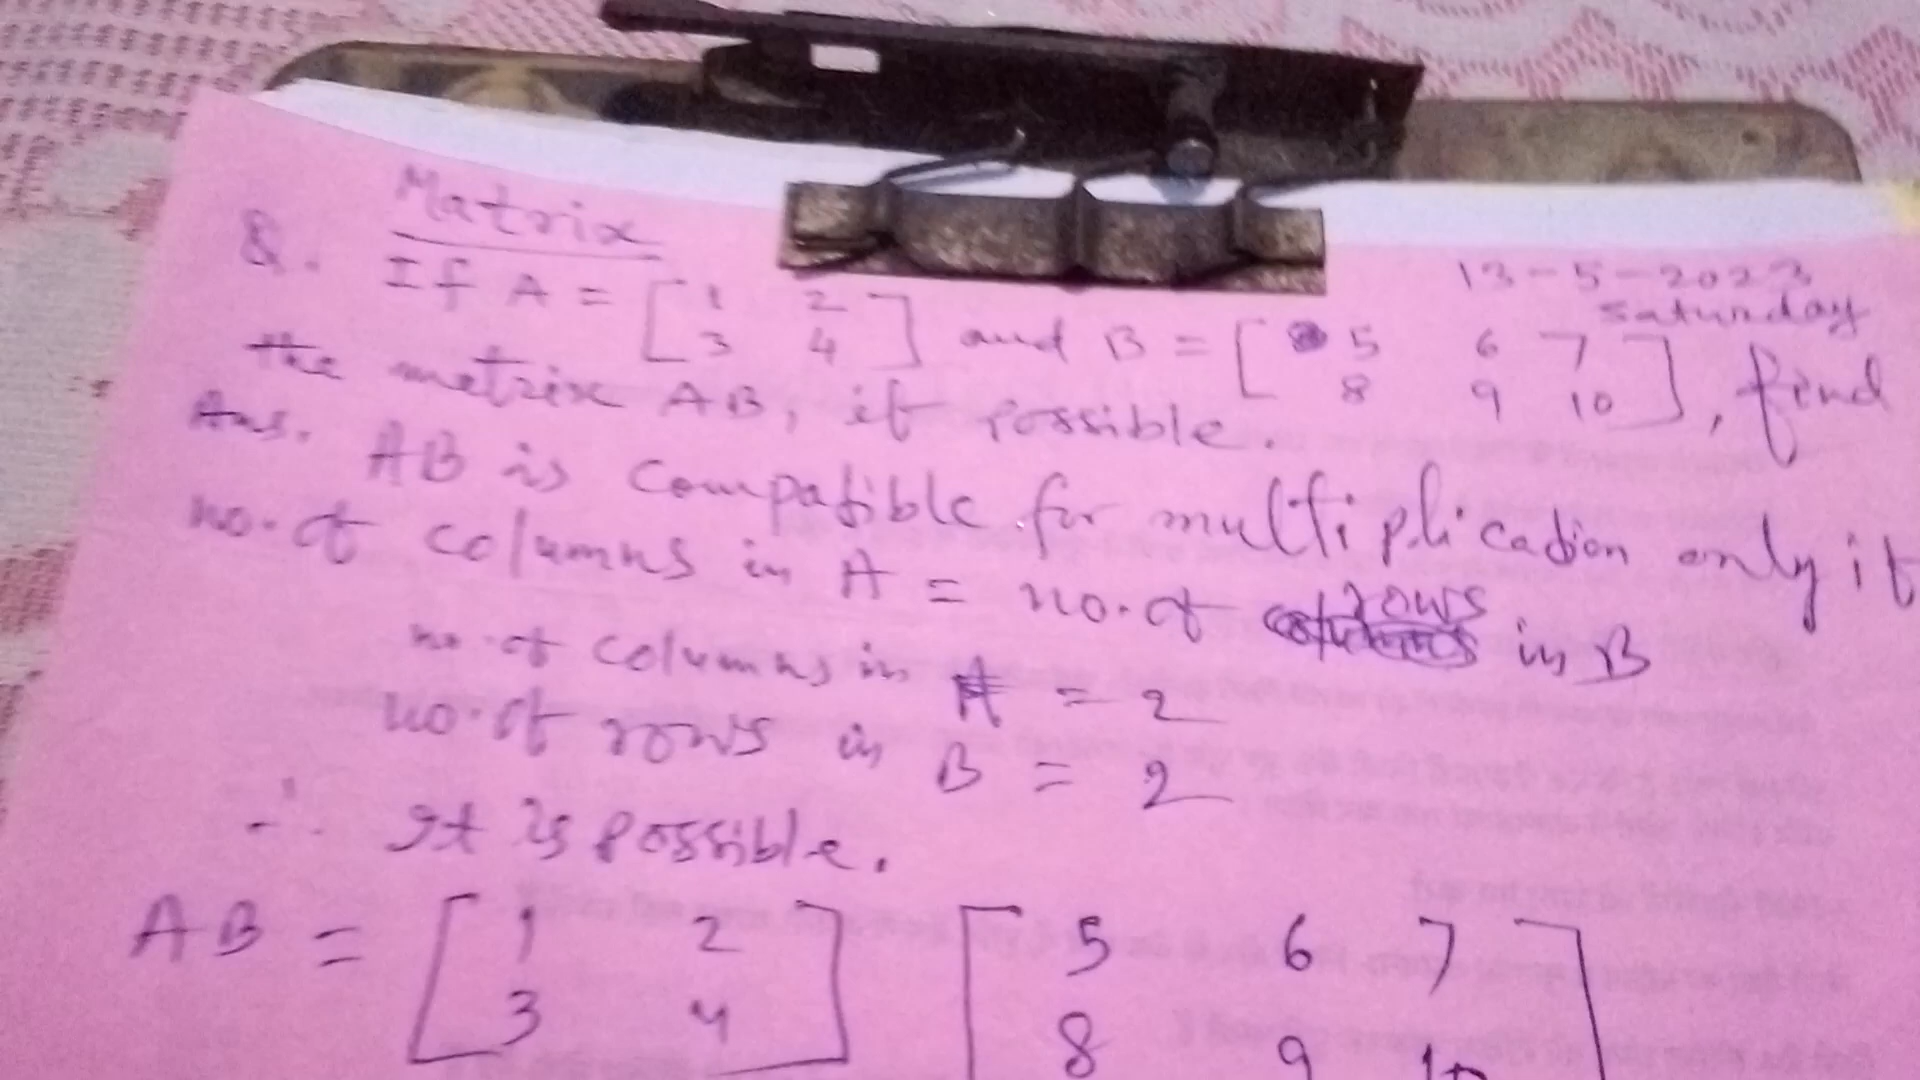 Matrix
13-5-2023
Saturday
Q. If A = [ 1 2 ] and B = [ 5 6 7 ], find
[ 3 4 ] [ 8 9 10 ]
the metrix AB, if possible.
Ans. AB is compatible for multiplication only if
no. of columns in A = no. of rows in B
no. of columns in A = 2
no. of rows in B = 2
∴ It is possible.
AB = [ 1 2 ] [ 5 6 7 ]
[ 3 4 ] [ 8 9 10